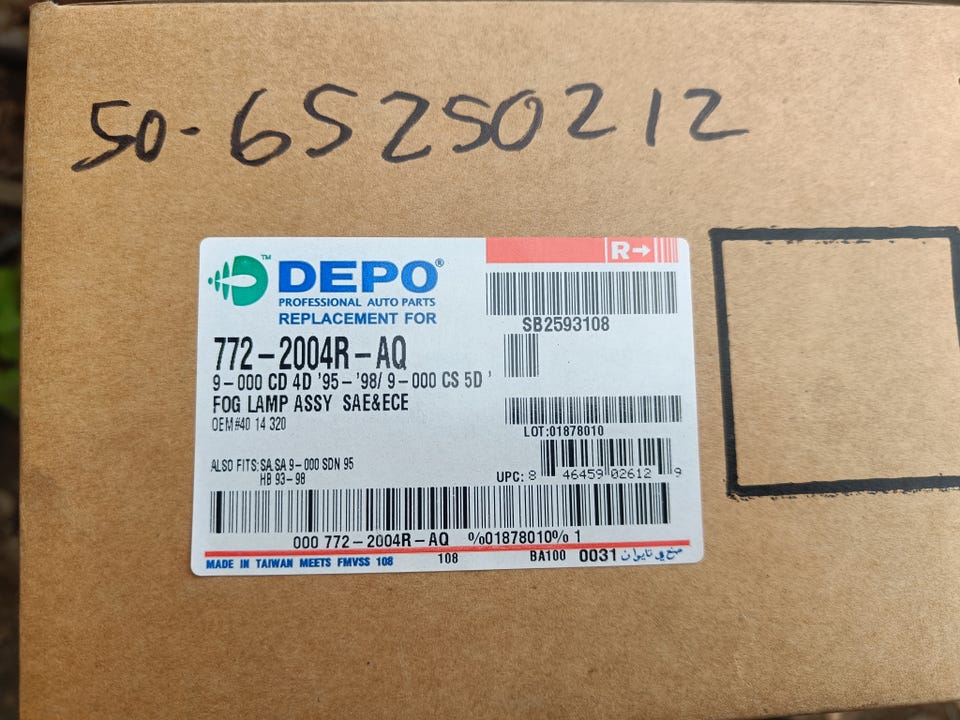 50-65250212
R→
DEPO®
PROFESSIONAL AUTO PARTS
REPLACEMENT FOR
SB2593108
772-2004R-AQ
9-000 CD 4D '95-'98/ 9-000 CS 5D '
FOG LAMP ASSY SAE&ECE
OEM#40 14 320
LOT:01878010
ALSO FITS:SA.SA 9-000 SDN 95
HB 93-98
UPC: 8 46459 02612 9
000 772-2004R-AQ %01878010% 1
MADE IN TAIWAN MEETS FMVSS 108
108
BA100 0031